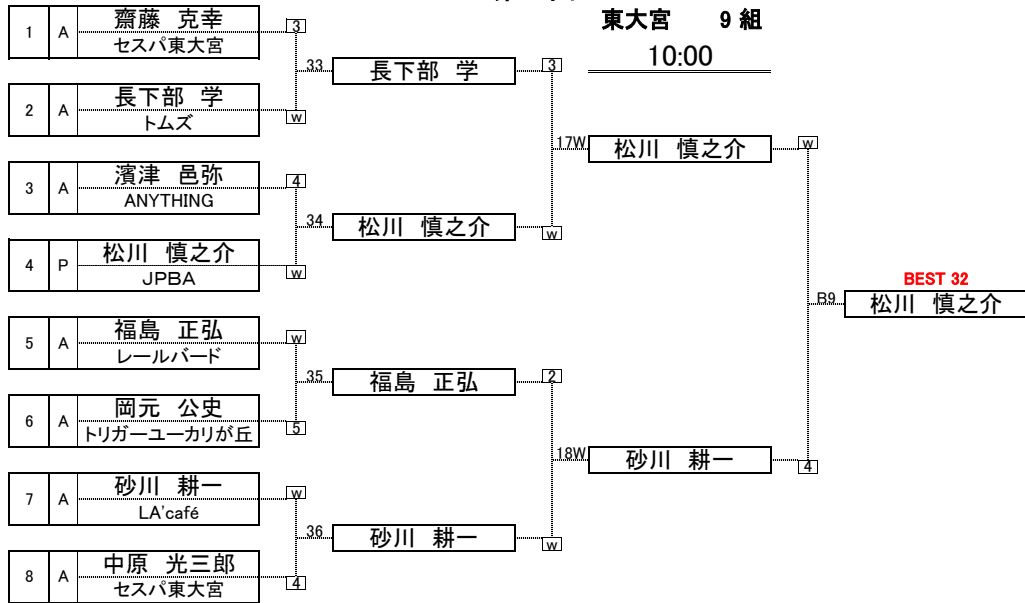 東大宮 9 組
10:00
1 A 齋藤 克幸 3
セスパ東大宮
33 長下部 学 3
2 A 長下部 学 w
トムズ
17W 松川 慎之介 w
3 A 濱津 邑弥 4
ANYTHING
34 松川 慎之介 w
4 P 松川 慎之介 w
JPBA
BEST 32
B9 松川 慎之介
5 A 福島 正弘 w
レールバード
35 福島 正弘 2
6 A 岡元 公史 5
トリガーユーカリが丘
18W 砂川 耕一 4
7 A 砂川 耕一 w
LA'café
36 砂川 耕一 w
8 A 中原 光三郎 4
セスパ東大宮